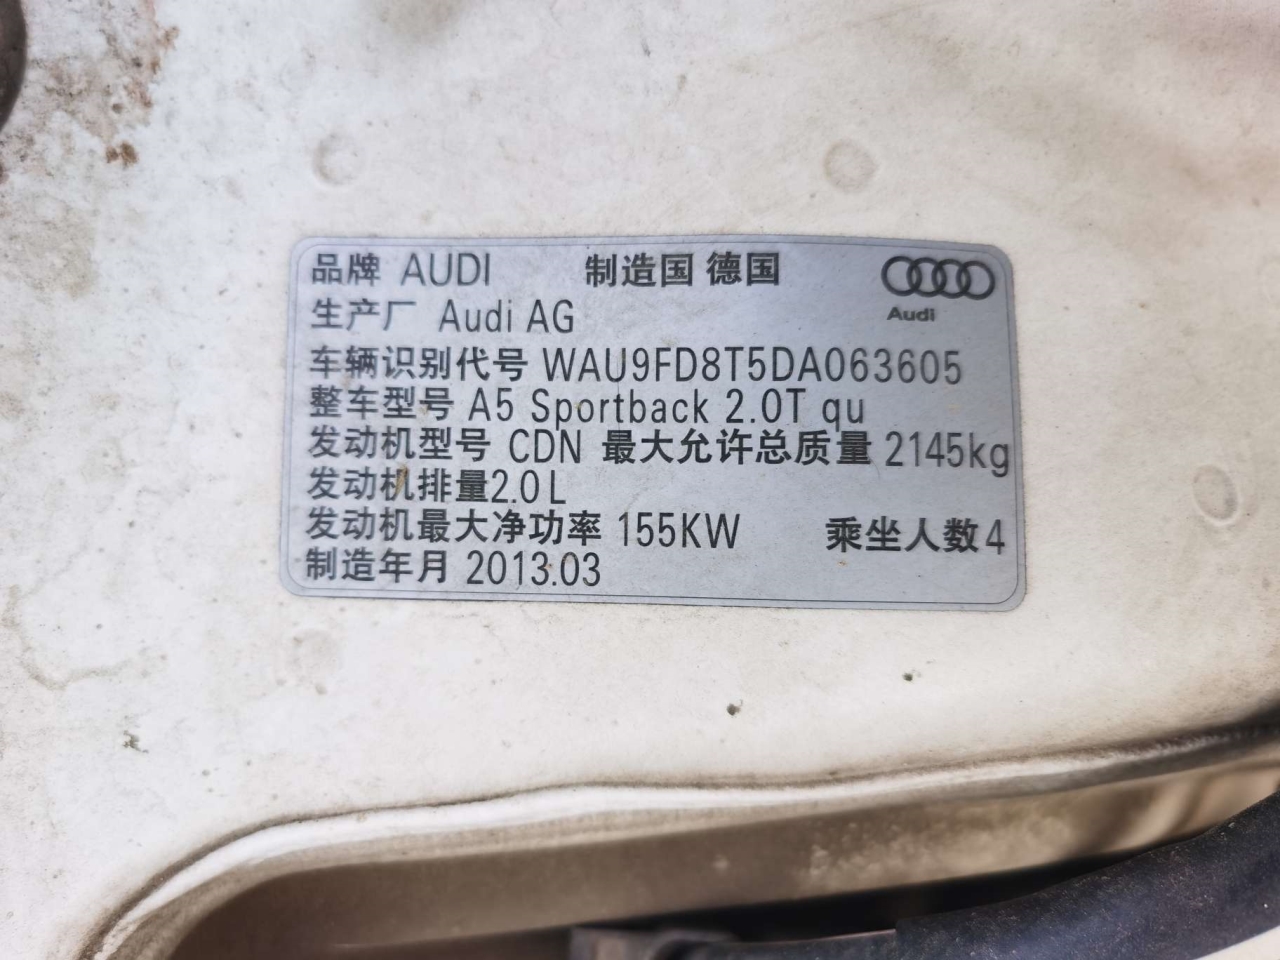 品牌 AUDI 制造国 德国
Audi
生产厂 Audi AG
车辆识别代号 WAU9FD8T5DA063605
整车型号 A5 Sportback 2.0T qu
发动机型号 CDN 最大允许总质量 2145kg
发动机排量2.0L
发动机最大净功率 155KW 乘坐人数4
制造年月 2013.03